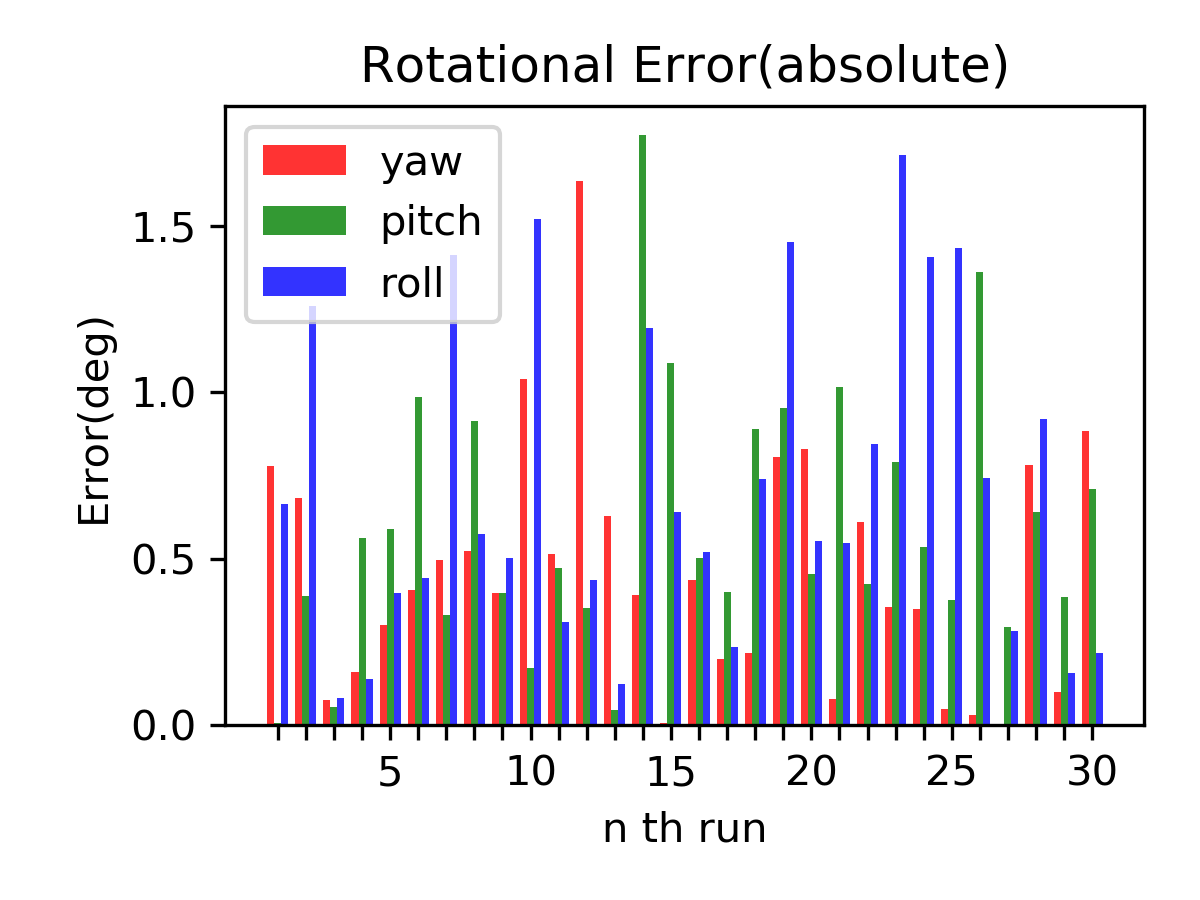 Rotational Error(absolute)
yaw
pitch
roll
Error(deg)
1.5
1.0
0.5
0.0
5 10 15 20 25 30
n th run